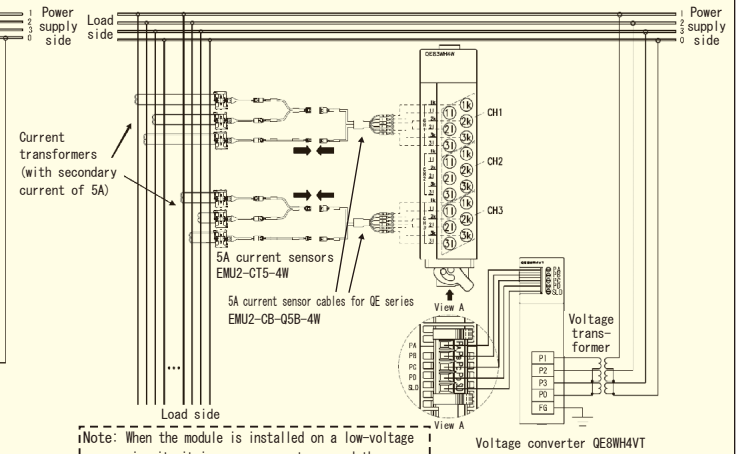 Power
supply
side
1
2
3
0
Load
side
1
2
3
0
Power
supply
side
QE83WH4W
1k
1l
2k
2l
3k
3l
CH1
1k
1l
2k
2l
3k
3l
CH2
1k
1l
2k
2l
3k
3l
CH3
Current
transformers
(with secondary
current of 5A)
5A current sensors
EMU2-CT5-4W
5A current sensor cables for QE series
EMU2-CB-Q5B-4W
View A
QE8WH4VT
PA
PB
PC
P0
SLD
Voltage
trans-
former
P1
P2
P3
P0
FG
...
Load side
View A
Voltage converter QE8WH4VT
Note: When the module is installed on a low-voltage